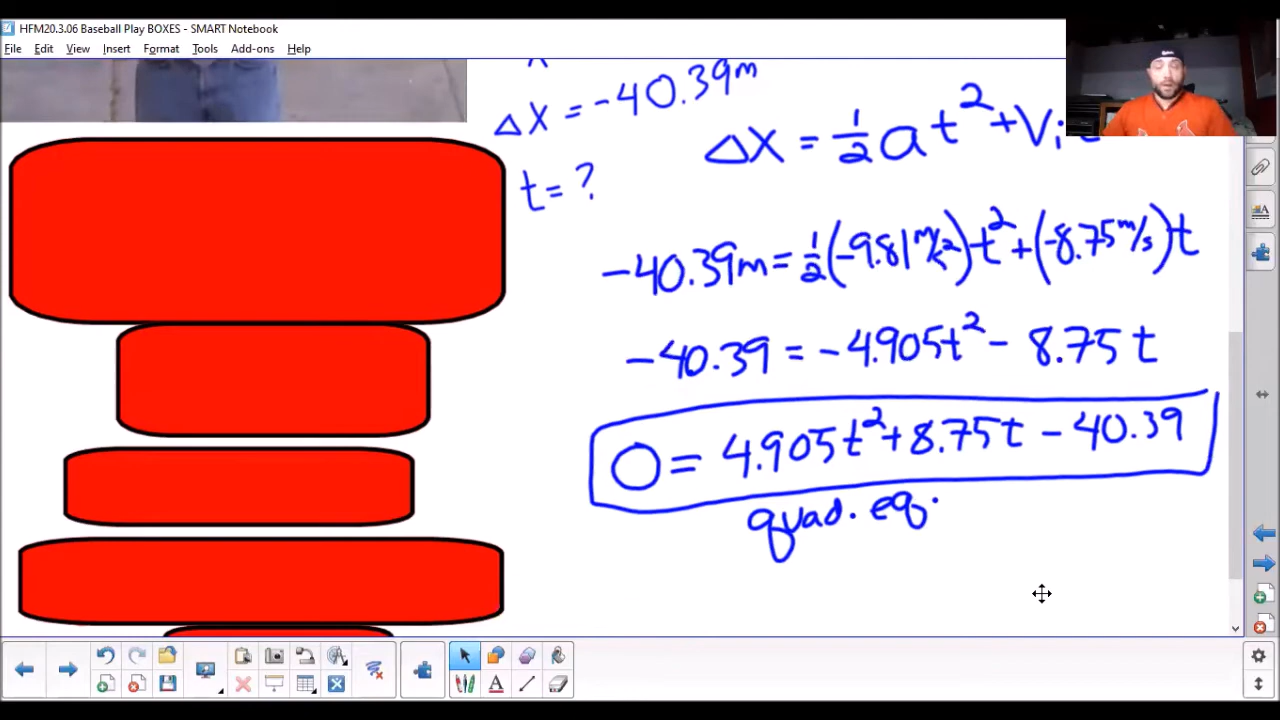 HFM20.3.06 Baseball Play BOXES - SMART Notebook
File Edit View Insert Format Tools Add-ons Help
Δx = -40.39m
t = ?
Δx = ½at²+Vᵢt
-40.39m = ½(-9.81m/s²)t²+(-8.75m/s)t
-40.39 = -4.905t² - 8.75t
0 = 4.905t²+8.75t - 40.39
quad. eq.